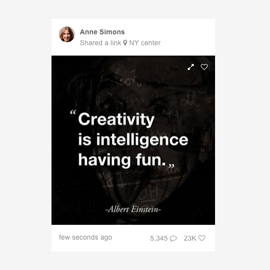 Anne Simons
Shared a link NY center
“Creativity
is intelligence
having fun.„
-Albert Einstein-
few seconds ago 5,345 23K